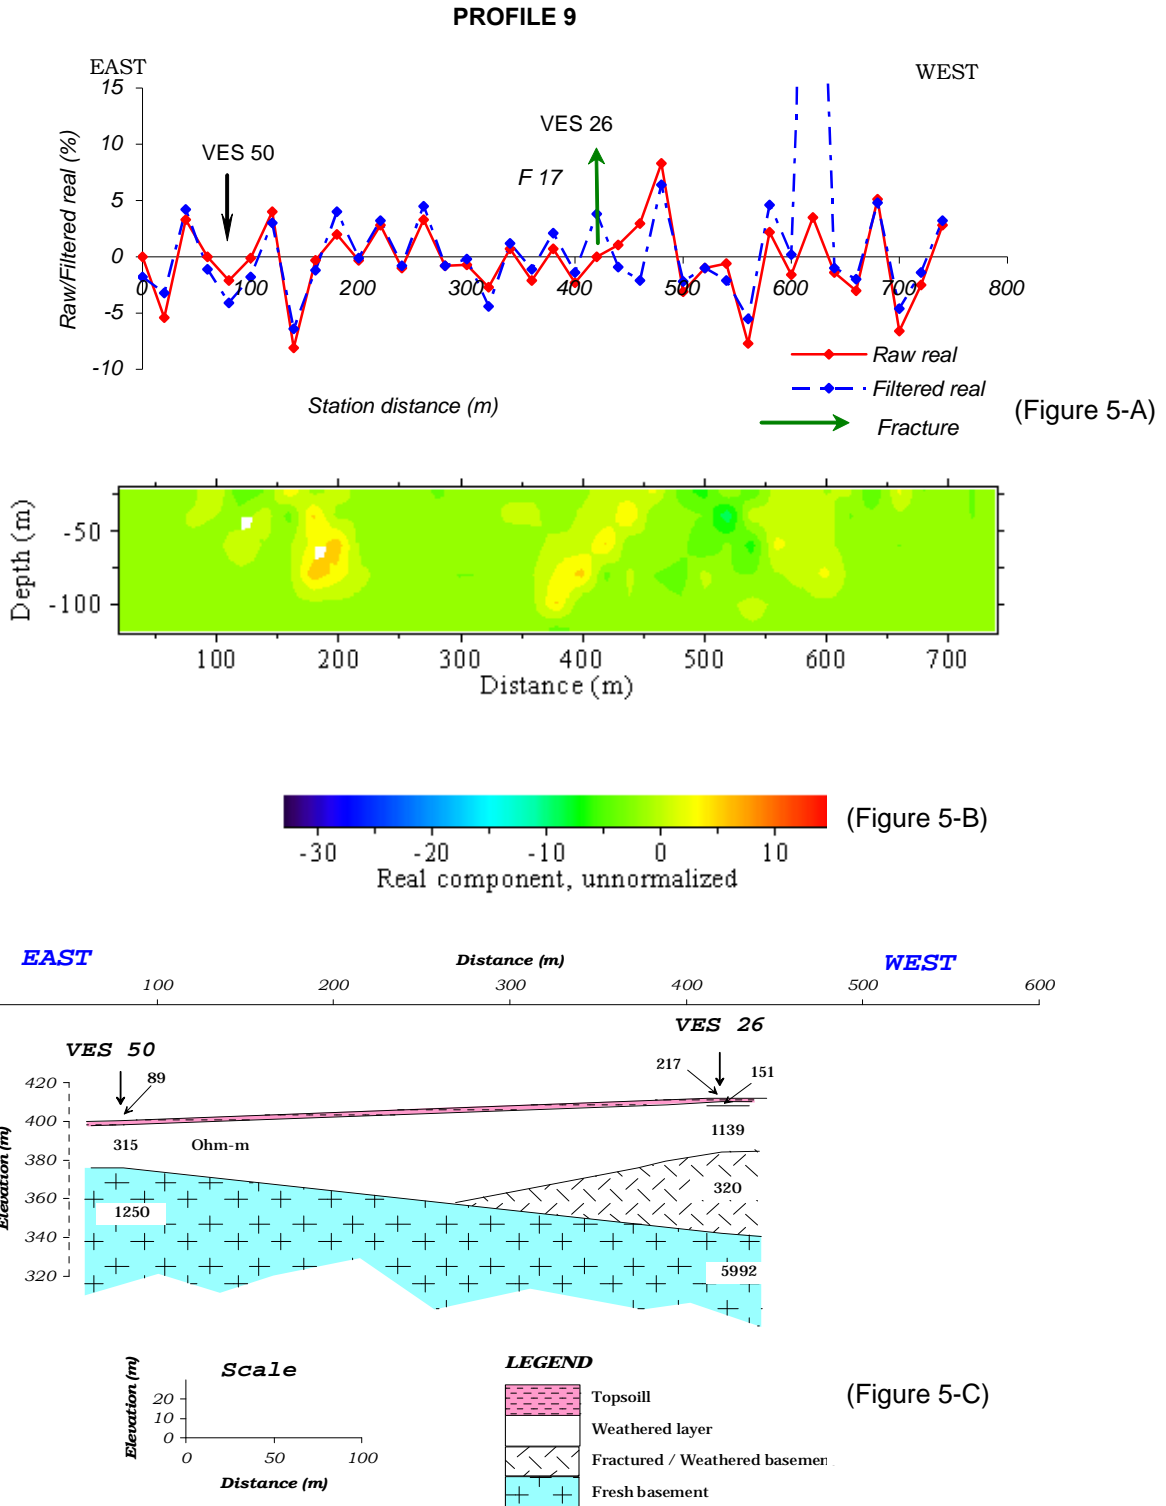 PROFILE 9
EAST
WEST
15
10
5
0
-5
-10
Raw/Filtered real (%)
VES 50
VES 26
F 17
0 100 200 300 400 500 600 700 800
Station distance (m)
Raw real
Filtered real
Fracture
(Figure 5-A)
Depth (m)
-50
-100
100 200 300 400 500 600 700
Distance (m)
-30 -20 -10 0 10
Real component, unnormalized
(Figure 5-B)
EAST
Distance (m)
WEST
100 200 300 400 500 600
VES 50
VES 26
89
217
151
420
400
380
360
340
320
Elevation (m)
315
Ohm-m
1139
1250
320
5992
Scale
Elevation (m)
20
10
0
0 50 100
Distance (m)
LEGEND
Topsoill
Weathered layer
Fractured / Weathered basemen
Fresh basement
(Figure 5-C)